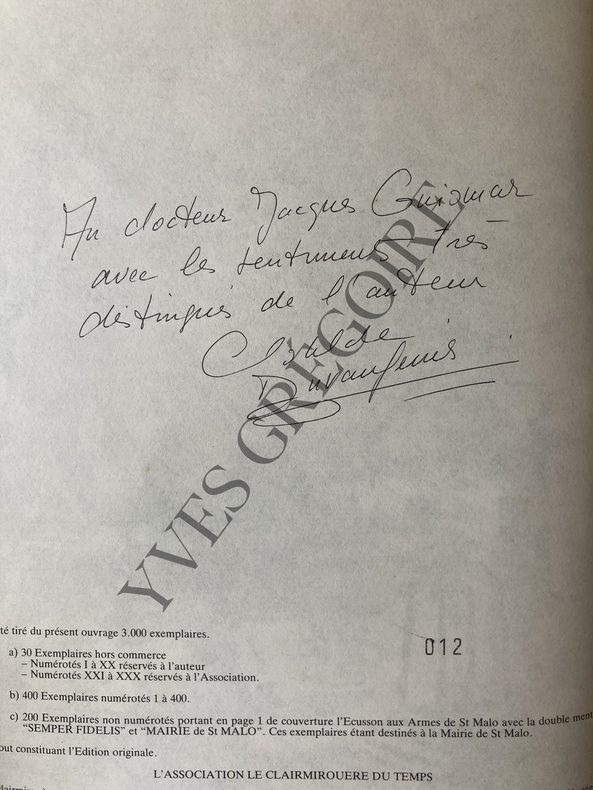 Au docteur Jacques Guiomar
avec les sentiments très
distingués de l'auteur
YVES GRÉGOIRE
té tiré du présent ouvrage 3.000 exemplaires.
012
a) 30 Exemplaires hors commerce
– Numérotés I à XX réservés à l'auteur
– Numérotés XXI à XXX réservés à l'Association.
b) 400 Exemplaires numérotés 1 à 400.
c) 200 Exemplaires non numérotés portant en page 1 de couverture l'Ecusson aux Armes de St Malo avec la double ment
"SEMPER FIDELIS" et "MAIRIE de St MALO". Ces exemplaires étant destinés à la Mairie de St Malo.
out constituant l'Edition originale.
L'ASSOCIATION LE CLAIRMIROUERE DU TEMPS